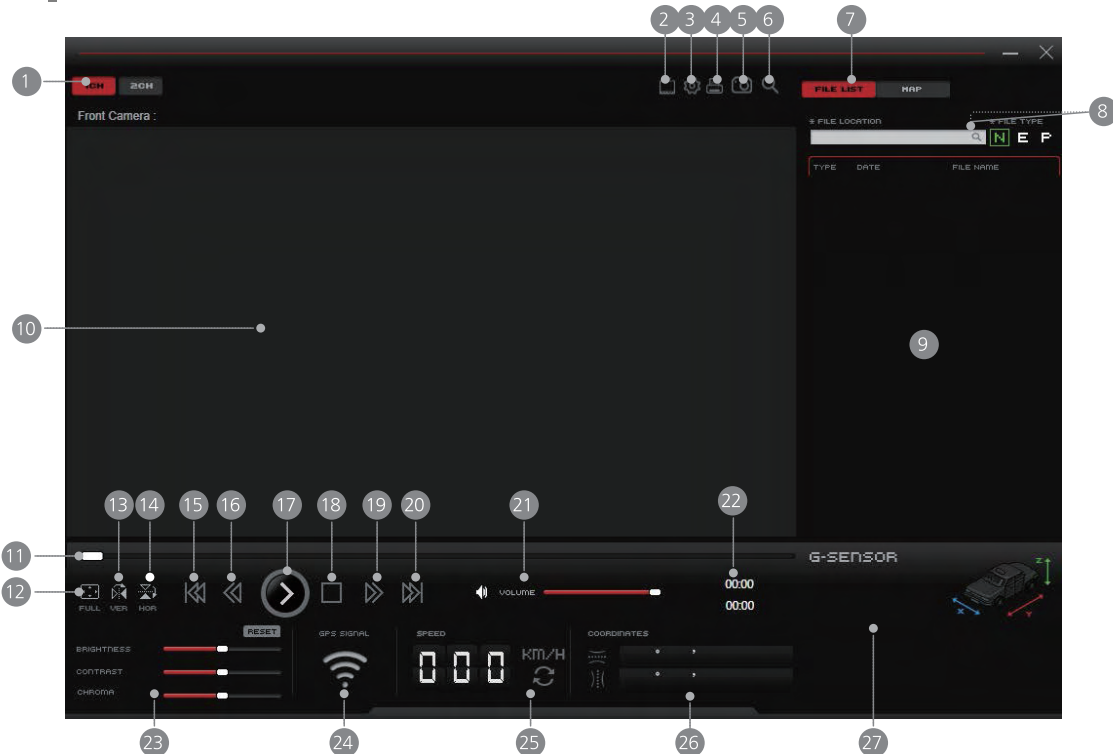 2 3 4 5 6 7
1 1CH 2CH FILE LIST MAP
Front Camera :
FILE LOCATION FILE TYPE 8
N E P
TYPE DATE FILE NAME
10 9
13 14 15 16 17 18 19 20 21 22
11 G-SENSOR
12 00:00 Z
FULL VER HOR VOLUME 00:00 X Y
RESET
BRIGHTNESS GPS SIGNAL SPEED COORDINATES
CONTRAST 000 KM/H ° '
CHROMA ° '
23 24 25 26 27